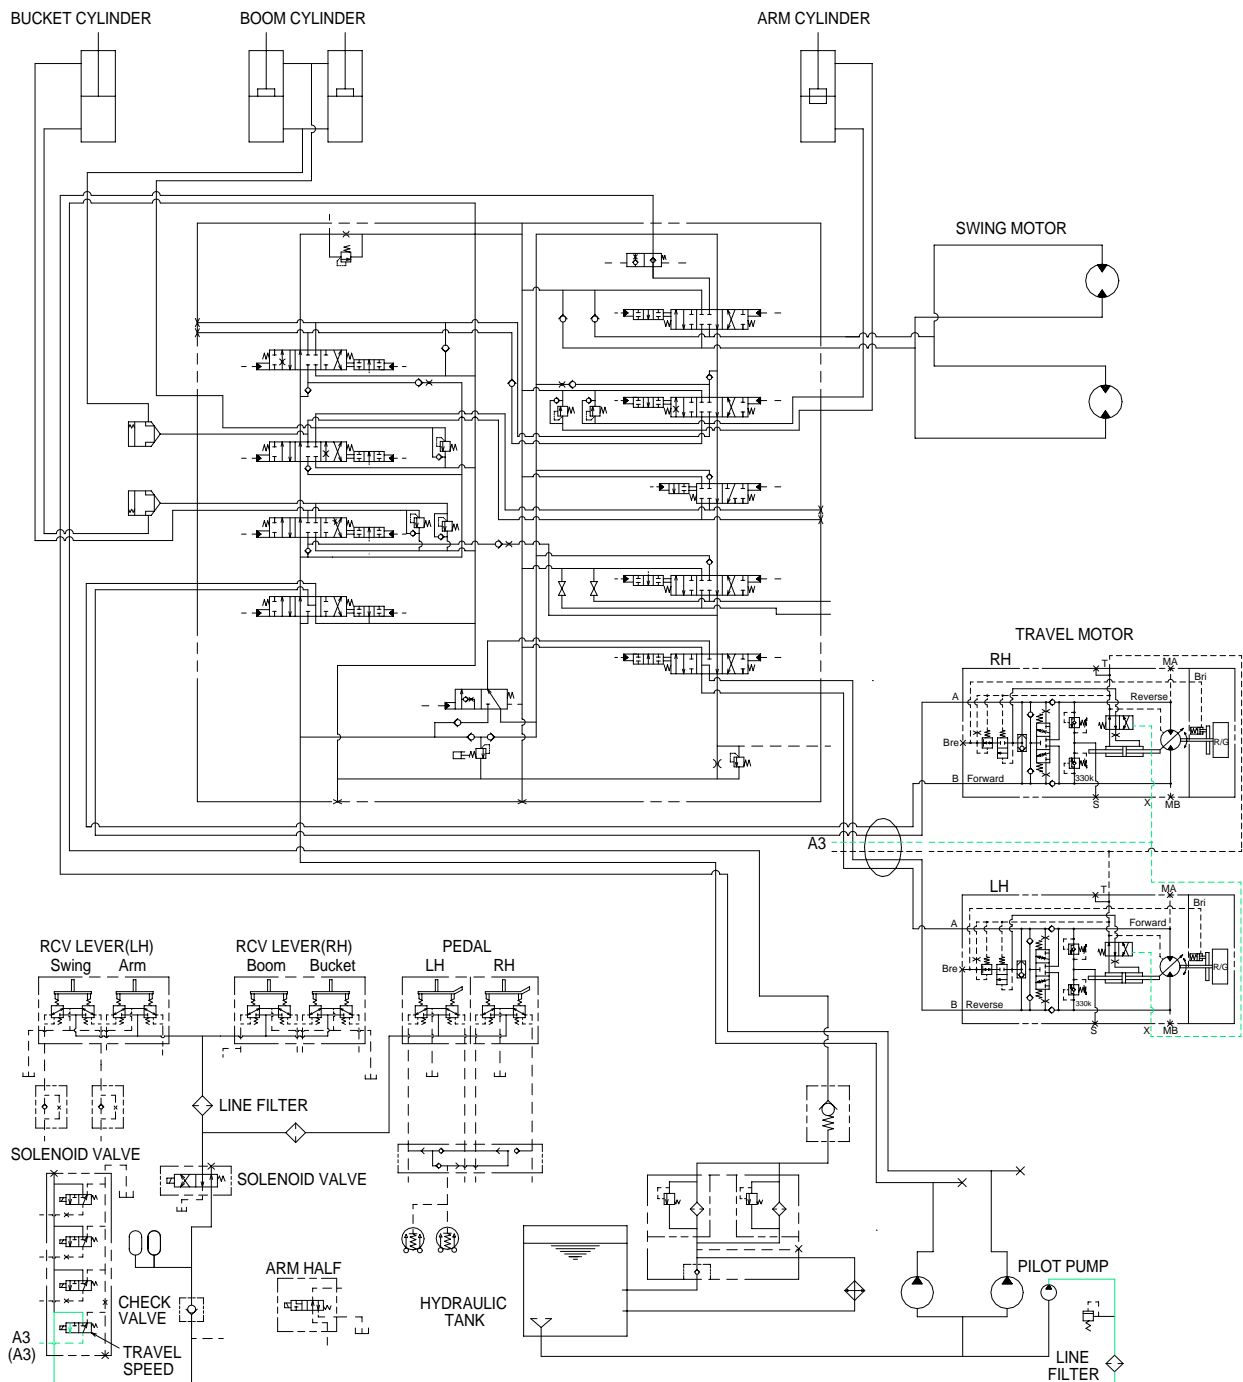 BUCKET CYLINDER
BOOM CYLINDER
ARM CYLINDER
SWING MOTOR
TRAVEL MOTOR
RH
T
MA
Bri
A
Reverse
Bre
R/G
B Forward
330k
S
X
MB
A3
LH
T
MA
Bri
A
Forward
Bre
R/G
B Reverse
330k
S
X
MB
RCV LEVER(LH)
Swing Arm
RCV LEVER(RH)
Boom Bucket
PEDAL
LH RH
LINE FILTER
SOLENOID VALVE
SOLENOID VALVE
ARM HALF
CHECK
VALVE
HYDRAULIC
TANK
PILOT PUMP
A3
(A3)
TRAVEL
SPEED
LINE
FILTER